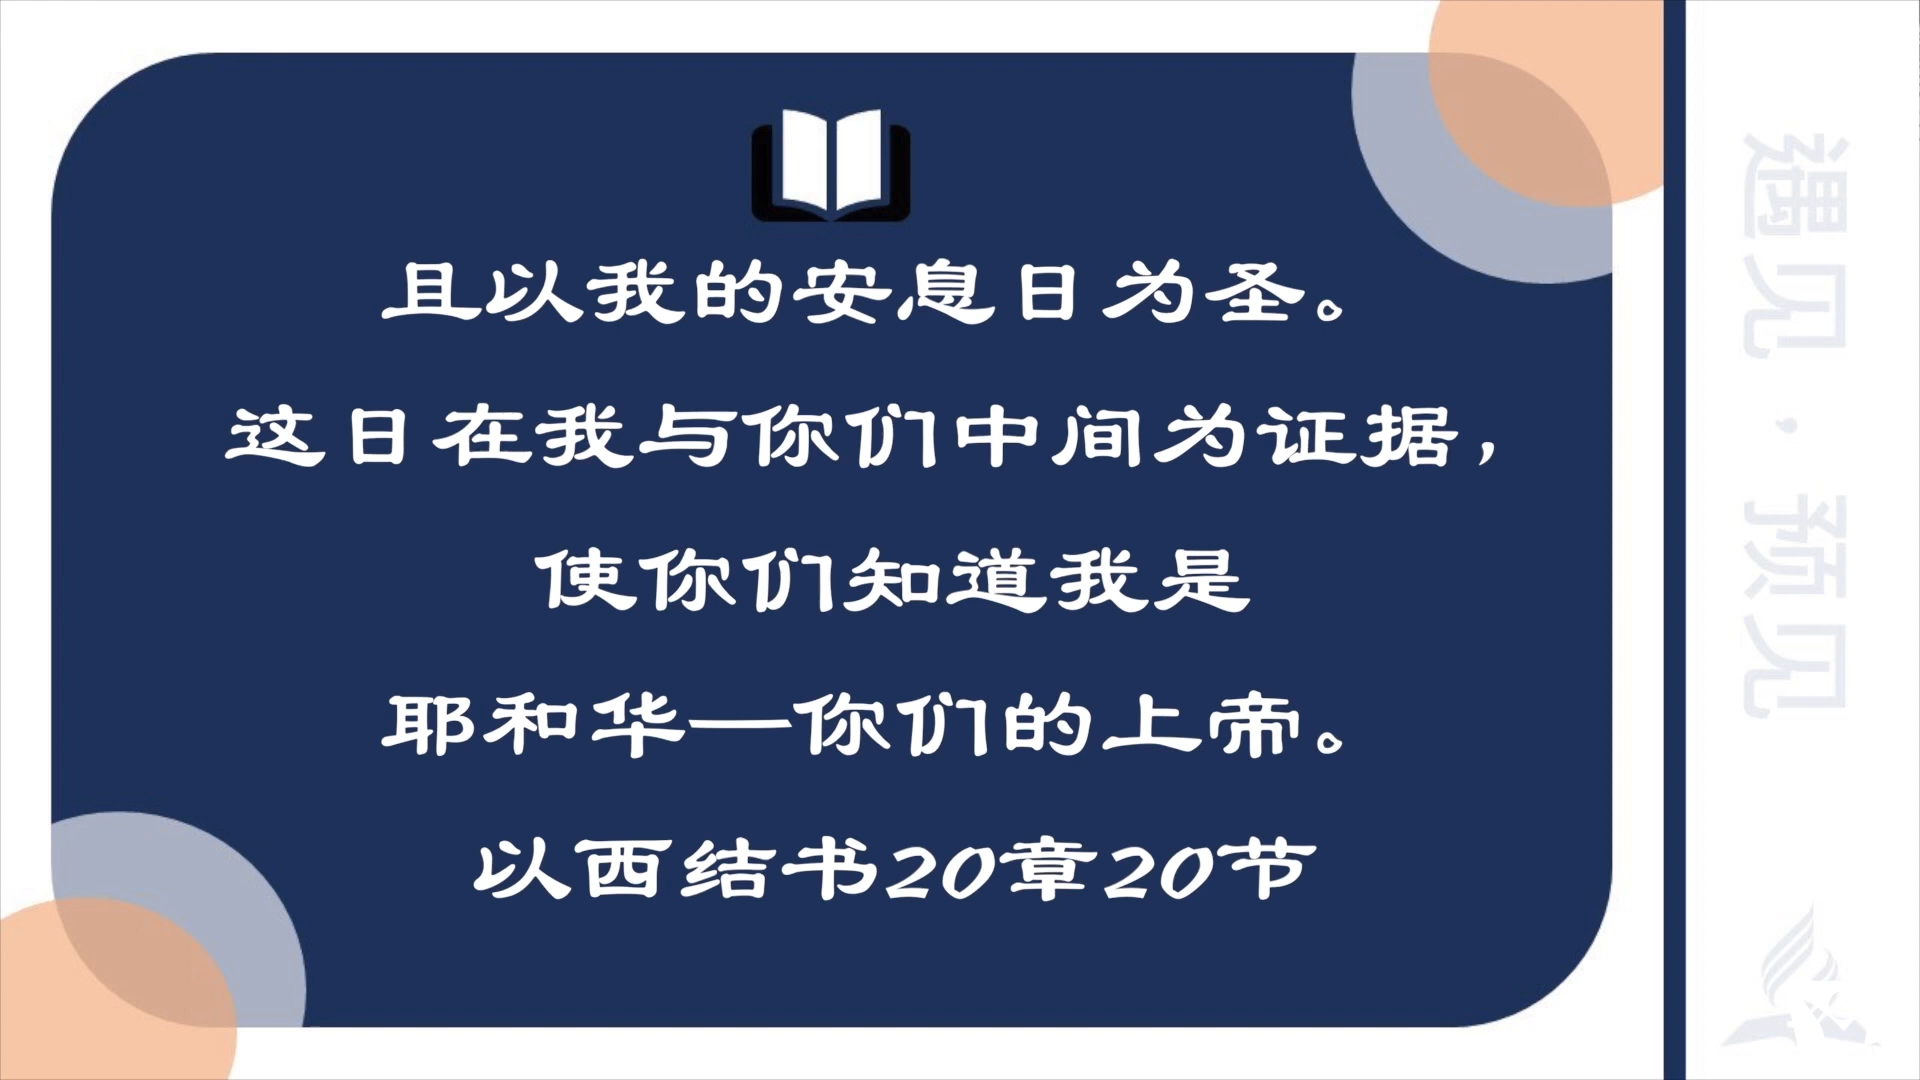 且以我的安息日为圣。
这日在我与你们中间为证据，
使你们知道我是
耶和华—你们的上帝。
以西结书20章20节
遇见，预见